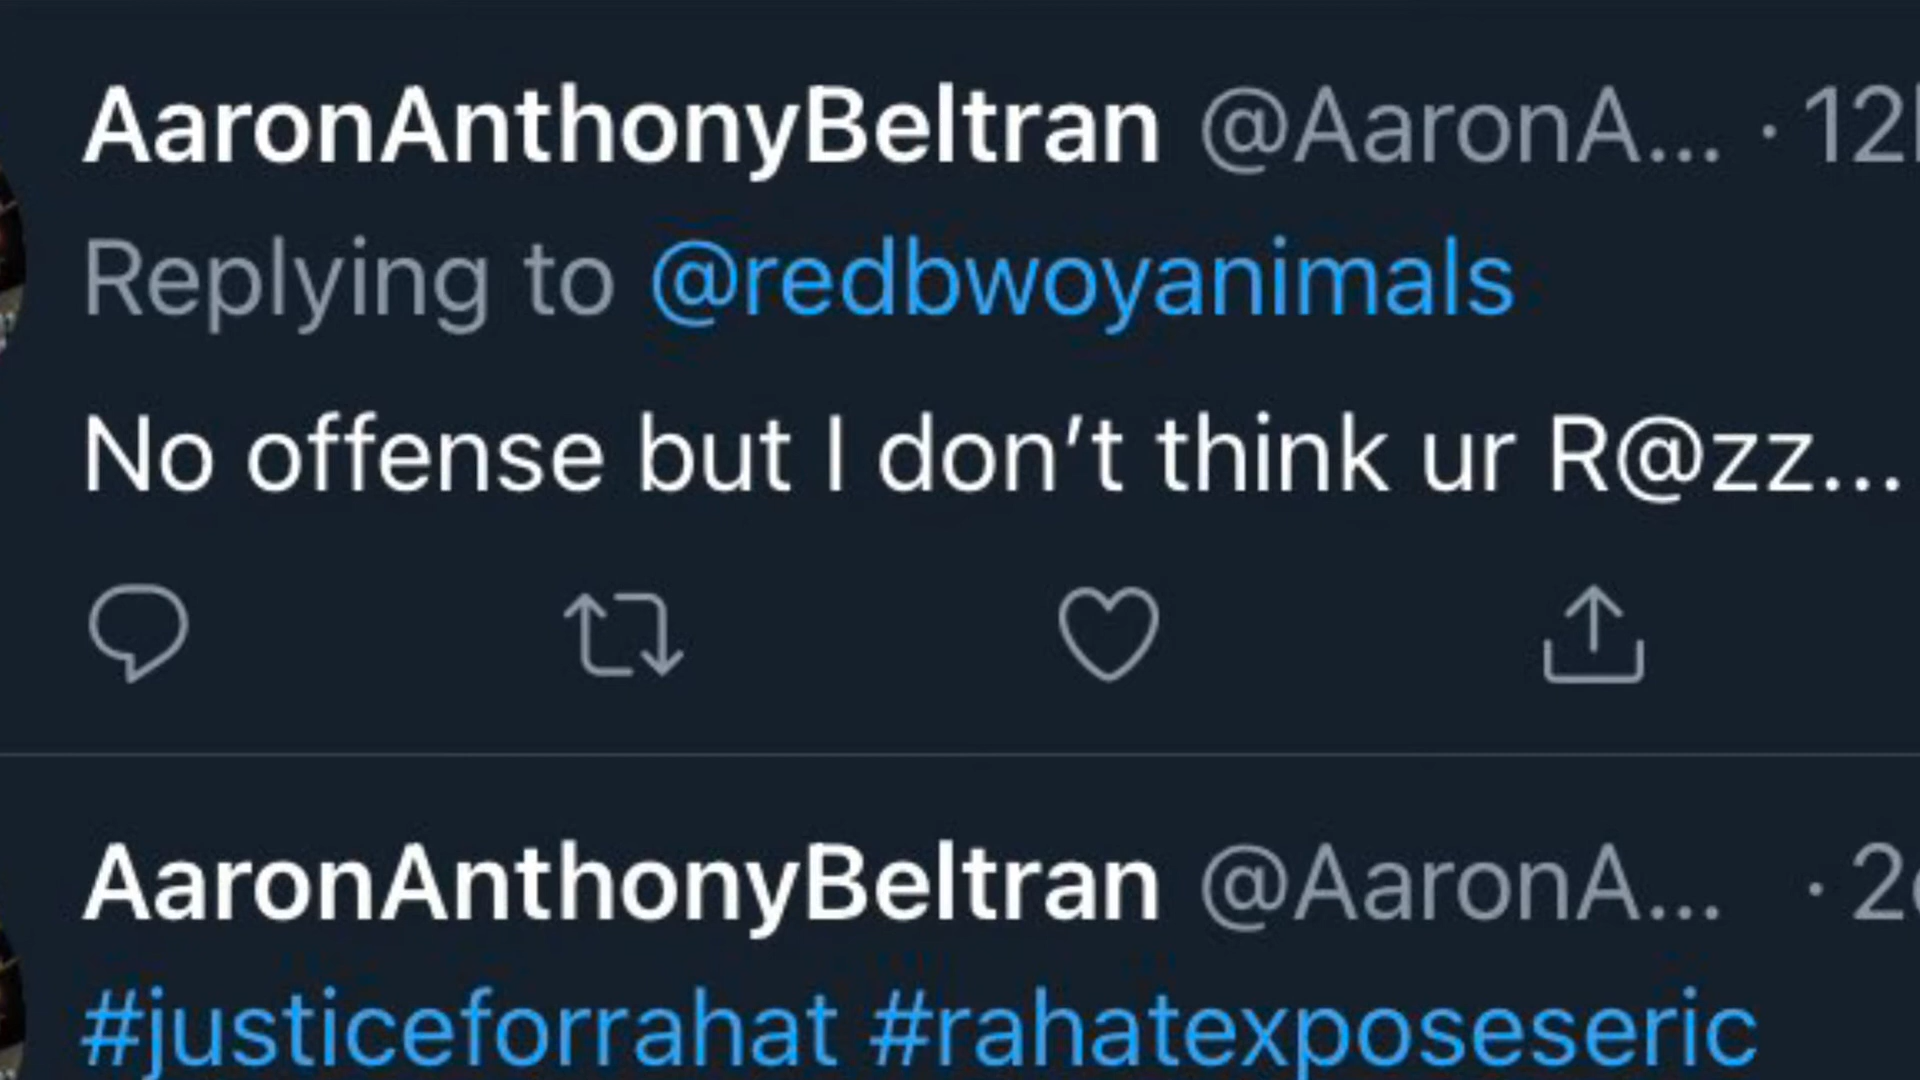 AaronAnthonyBeltran @AaronA... · 12
Replying to @redbwoyanimals
No offense but I don't think ur R@zz...
AaronAnthonyBeltran @AaronA... · 2
#justiceforrahat #rahatexposeseric